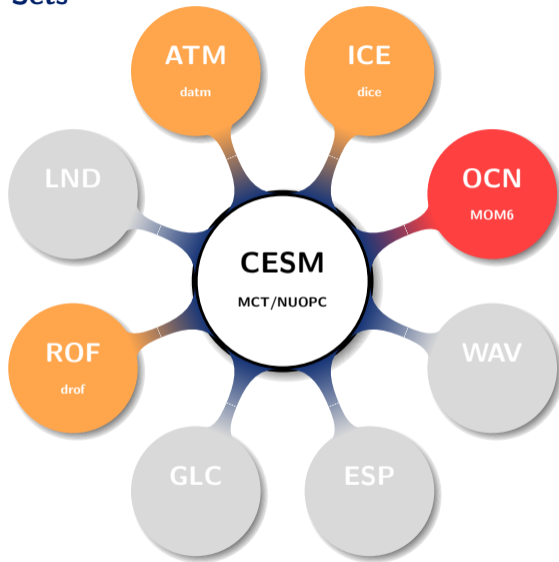 Sets
ATM
datm
ICE
dice
LND
OCN
MOM6
CESM
MCT/NUOPC
ROF
drof
WAV
GLC
ESP